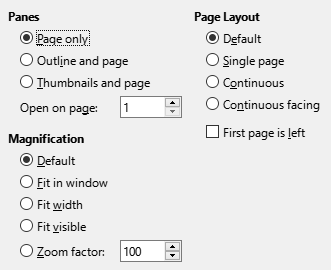 Panes
Page only
Outline and page
Thumbnails and page
Open on page: 1
Magnification
Default
Fit in window
Fit width
Fit visible
Zoom factor: 100
Page Layout
Default
Single page
Continuous
Continuous facing
First page is left